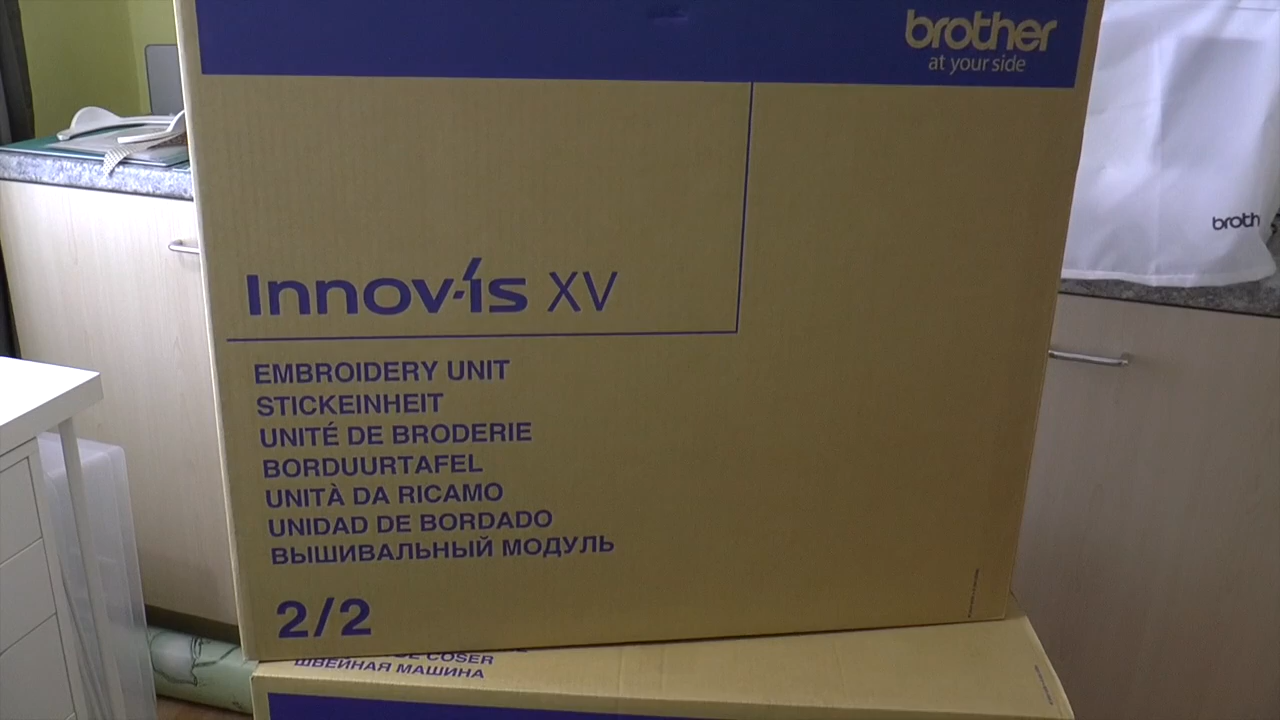 brother
at your side
broth
Innov-ís XV
EMBROIDERY UNIT
STICKEINHEIT
UNITÉ DE BRODERIE
BORDUURTAFEL
UNITÀ DA RICAMO
UNIDAD DE BORDADO
ВЫШИВАЛЬНЫЙ МОДУЛЬ
2/2
COSER
ШВЕЙНАЯ МАШИНА